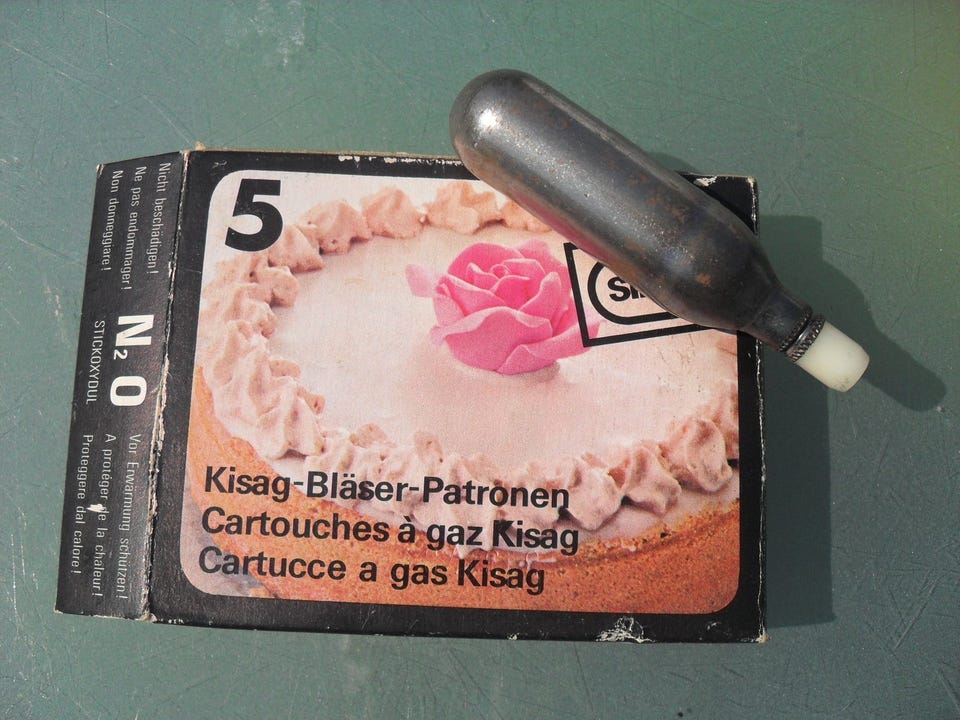 5
Kisag-Bläser-Patronen
Cartouches à gaz Kisag
Cartucce a gas Kisag
Nicht beschädigen!
Ne pas endommager!
Non donneggiare!
N₂O
STICKOXYDUL
Vor Erwärmung schützen!
A protéger de la chaleur!
Proteggere dal calore!